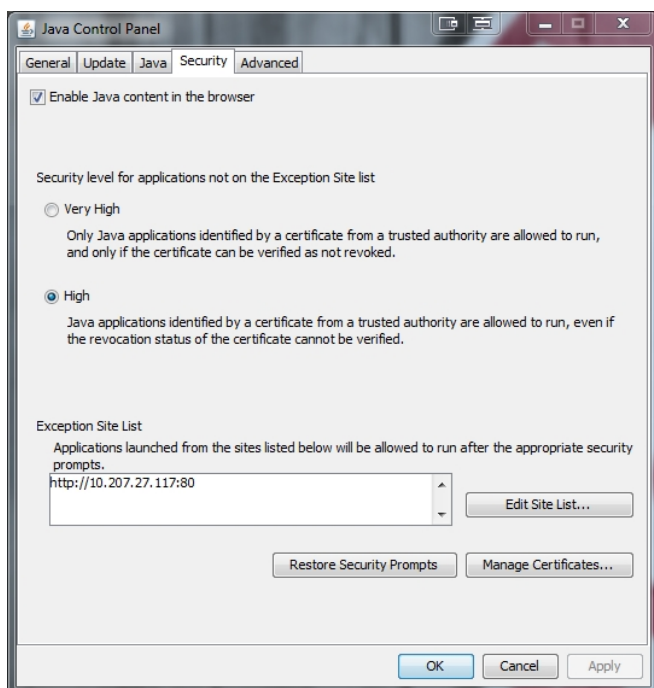 Java Control Panel
General Update Java Security Advanced
Enable Java content in the browser
Security level for applications not on the Exception Site list
Very High
Only Java applications identified by a certificate from a trusted authority are allowed to run,
and only if the certificate can be verified as not revoked.
High
Java applications identified by a certificate from a trusted authority are allowed to run, even if
the revocation status of the certificate cannot be verified.
Exception Site List
Applications launched from the sites listed below will be allowed to run after the appropriate security
prompts.
http://10.207.27.117:80
Edit Site List...
Restore Security Prompts Manage Certificates...
OK Cancel Apply